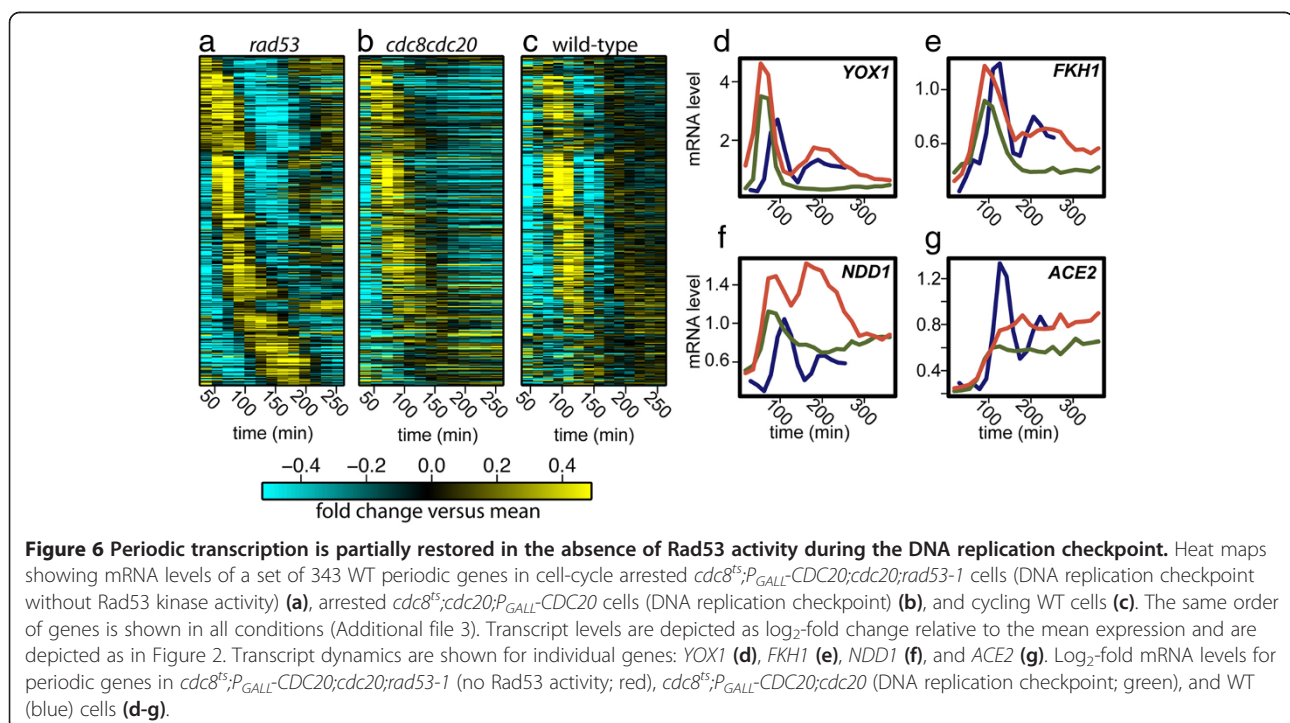 a rad53
b cdc8cdc20
c wild-type
50 100 150 200 250
50 100 150 200 250
50 100 150 200 250
time (min)
time (min)
time (min)
−0.4 −0.2 0.0 0.2 0.4
fold change versus mean
d
YOX1
mRNA level
4
2
100 200 300
e
FKH1
1.0
0.6
100 200 300
f
NDD1
mRNA level
1.4
1.0
0.6
100 200 300
time (min)
g
ACE2
1.2
0.8
0.4
100 200 300
time (min)
Figure 6 Periodic transcription is partially restored in the absence of Rad53 activity during the DNA replication checkpoint. Heat maps
showing mRNA levels of a set of 343 WT periodic genes in cell-cycle arrested cdc8ts;PGALL-CDC20;cdc20;rad53-1 cells (DNA replication checkpoint
without Rad53 kinase activity) (a), arrested cdc8ts;cdc20;PGALL-CDC20 cells (DNA replication checkpoint) (b), and cycling WT cells (c). The same order
of genes is shown in all conditions (Additional file 3). Transcript levels are depicted as log2-fold change relative to the mean expression and are
depicted as in Figure 2. Transcript dynamics are shown for individual genes: YOX1 (d), FKH1 (e), NDD1 (f), and ACE2 (g). Log2-fold mRNA levels for
periodic genes in cdc8ts;PGALL-CDC20;cdc20;rad53-1 (no Rad53 activity; red), cdc8ts;PGALL-CDC20;cdc20 (DNA replication checkpoint; green), and WT
(blue) cells (d-g).